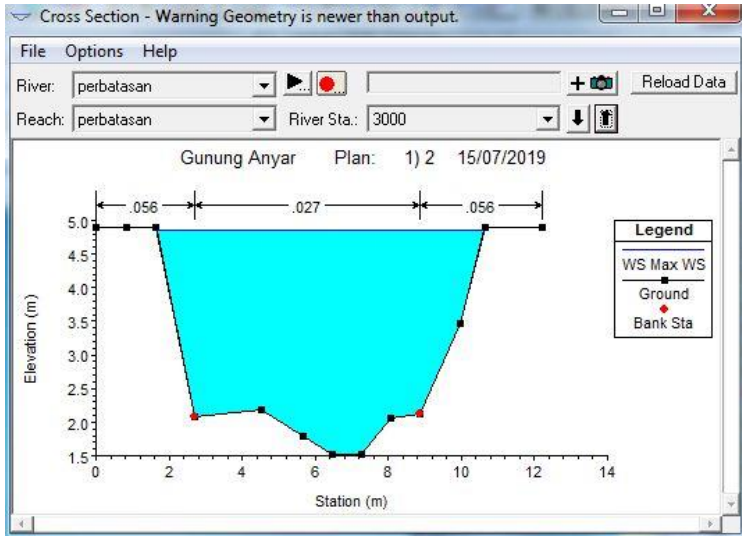 Cross Section - Warning Geometry is newer than output.
File Options Help
River: perbatasan Reload Data
Reach: perbatasan River Sta.: 3000
Gunung Anyar Plan: 1) 2 15/07/2019
.056 .027 .056
5.0
4.5
4.0
3.5
3.0
2.5
2.0
1.5
0 2 4 6 8 10 12 14
Station (m)
Elevation (m)
Legend
WS Max WS
Ground
Bank Sta